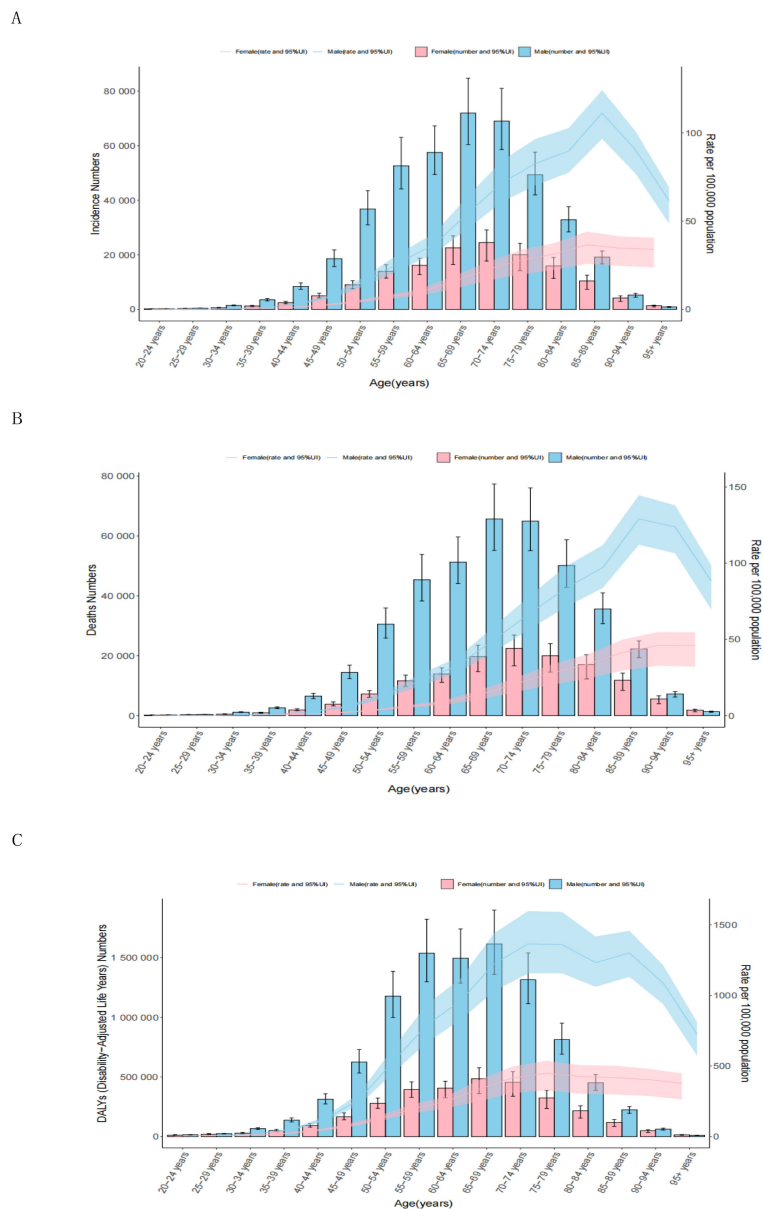 A
Female(rate and 95%UI) Male(rate and 95%UI) Female(number and 95%UI) Male(number and 95%UI)
80 000
60 000
40 000
20 000
0
Incidence Numbers
100
50
0
Rate per 100,000 population
20−24 years
25−29 years
30−34 years
35−39 years
40−44 years
45−49 years
50−54 years
55−59 years
60−64 years
65−69 years
70−74 years
75−79 years
80−84 years
85−89 years
90−94 years
95+ years
Age(years)
B
Female(rate and 95%UI) Male(rate and 95%UI) Female(number and 95%UI) Male(number and 95%UI)
80 000
60 000
40 000
20 000
0
Deaths Numbers
150
100
50
0
Rate per 100,000 population
20−24 years
25−29 years
30−34 years
35−39 years
40−44 years
45−49 years
50−54 years
55−59 years
60−64 years
65−69 years
70−74 years
75−79 years
80−84 years
85−89 years
90−94 years
95+ years
Age(years)
C
Female(rate and 95%UI) Male(rate and 95%UI) Female(number and 95%UI) Male(number and 95%UI)
1 500 000
1 000 000
500 000
0
DALYs (Disability−Adjusted Life Years) Numbers
1500
1000
500
0
Rate per 100,000 population
20−24 years
25−29 years
30−34 years
35−39 years
40−44 years
45−49 years
50−54 years
55−59 years
60−64 years
65−69 years
70−74 years
75−79 years
80−84 years
85−89 years
90−94 years
95+ years
Age(years)